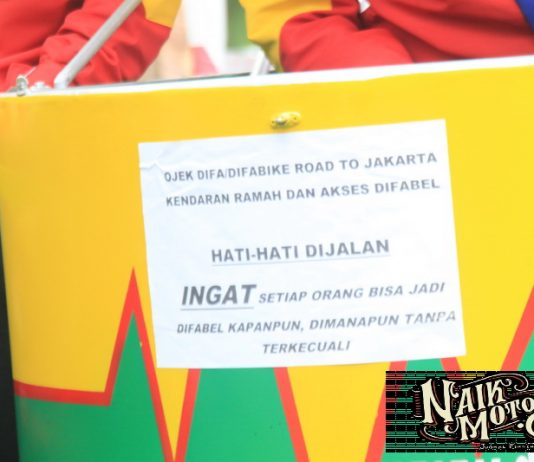 OJEK DIFA/DIFABIKE ROAD TO JAKARTA
KENDARAN RAMAH DAN AKSES DIFABEL
HATI-HATI DIJALAN
INGAT SETIAP ORANG BISA JADI
DIFABEL KAPANPUN, DIMANAPUN TANPA
TERKECUALI
NAIK
MOTO